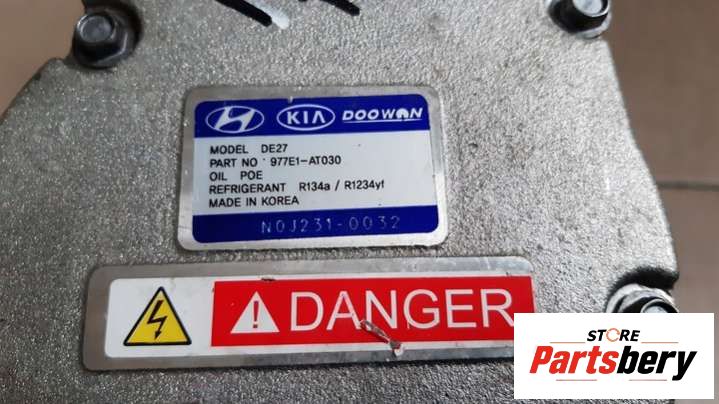 HYUNDAI KIA DOOWON
MODEL DE27
PART NO 977E1-AT030
OIL POE
REFRIGERANT R134a / R1234yf
MADE IN KOREA
N0J231-0032
DANGER
STORE
Partsbery